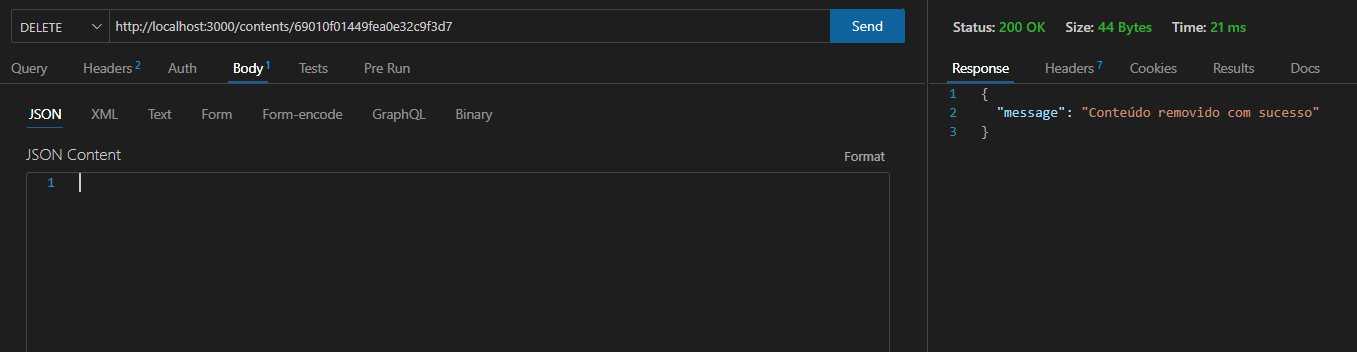 DELETE http://localhost:3000/contents/69010f01449fea0e32c9f3d7 Send
Query Headers 2 Auth Body 1 Tests Pre Run
JSON XML Text Form Form-encode GraphQL Binary
JSON Content Format
1
Status: 200 OK Size: 44 Bytes Time: 21 ms
Response Headers 7 Cookies Results Docs
1 {
2 "message": "Conteúdo removido com sucesso"
3 }